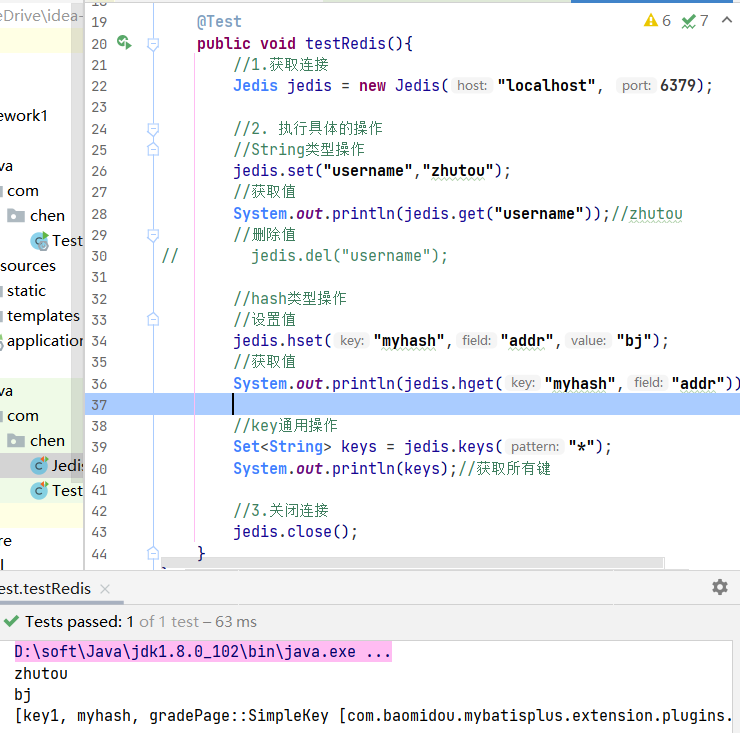 eDrive\idea-
ework1
va
com
chen
Test
sources
static
templates
application
va
com
chen
Jedis
Test
re
19 @Test
20 public void testRedis(){
21 //1.获取连接
22 Jedis jedis = new Jedis( host: "localhost", port: 6379);
23
24 //2. 执行具体的操作
25 //String类型操作
26 jedis.set("username","zhutou");
27 //获取值
28 System.out.println(jedis.get("username"));//zhutou
29 //删除值
30 // jedis.del("username");
31
32 //hash类型操作
33 //设置值
34 jedis.hset( key: "myhash", field: "addr", value: "bj");
35 //获取值
36 System.out.println(jedis.hget( key: "myhash", field: "addr"))
37
38 //key通用操作
39 Set<String> keys = jedis.keys( pattern: "*");
40 System.out.println(keys);//获取所有键
41
42 //3.关闭连接
43 jedis.close();
44 }
6 7
est.testRedis ×
Tests passed: 1 of 1 test – 63 ms
D:\soft\Java\jdk1.8.0_102\bin\java.exe ...
zhutou
bj
[key1, myhash, gradePage::SimpleKey [com.baomidou.mybatisplus.extension.plugins.